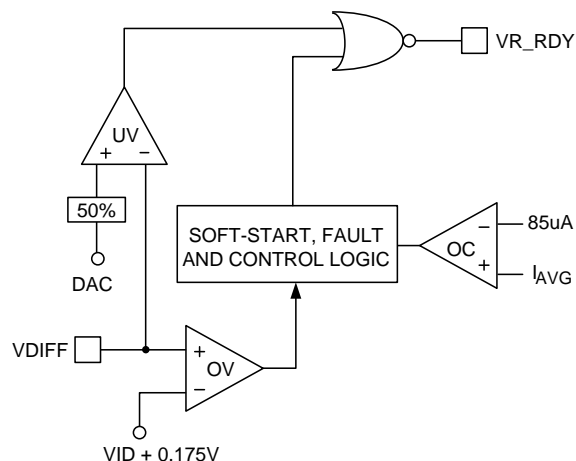 VR_RDY
UV
+ −
50%
DAC
SOFT-START, FAULT
AND CONTROL LOGIC
− 85uA
OC
+ IAVG
VDIFF
+
OV
−
VID + 0.175V